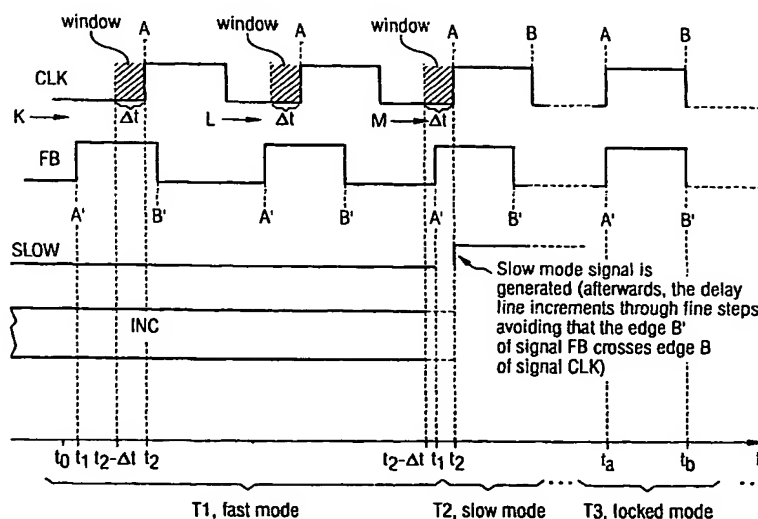 window A window A window A B A B
CLK
K Δt L Δt M Δt
FB
A' B' A' B' A' B' A' B'
SLOW
Slow mode signal is
generated (afterwards, the delay
line increments through fine steps
avoiding that the edge B'
of signal FB crosses edge B
of signal CLK)
INC
t0 t1 t2-Δt t2 t2-Δt t1 t2 ta tb t
T1, fast mode T2, slow mode T3, locked mode